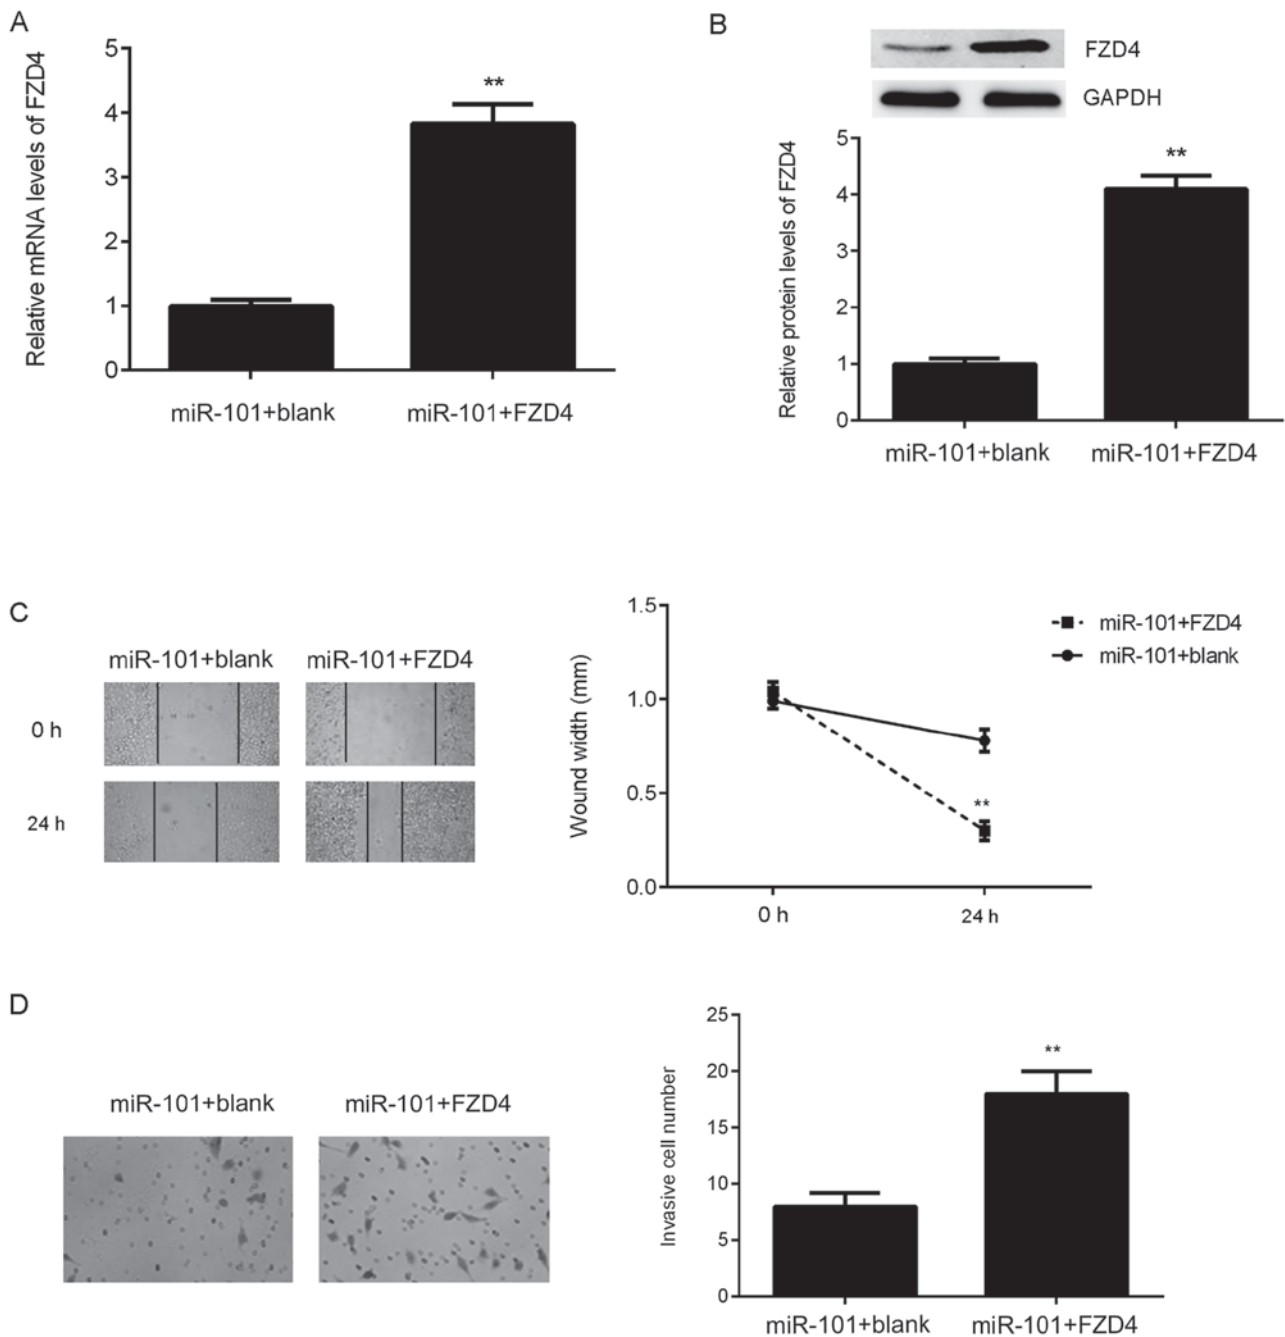 A
Relative mRNA levels of FZD4
5
4
3
2
1
0
**
miR-101+blank
miR-101+FZD4
B
FZD4
GAPDH
Relative protein levels of FZD4
5
4
3
2
1
0
**
miR-101+blank
miR-101+FZD4
C
miR-101+blank
miR-101+FZD4
0 h
24 h
Wound width (mm)
1.5
1.0
0.5
0.0
**
0 h
24 h
miR-101+FZD4
miR-101+blank
D
miR-101+blank
miR-101+FZD4
Invasive cell number
25
20
15
10
5
0
**
miR-101+blank
miR-101+FZD4